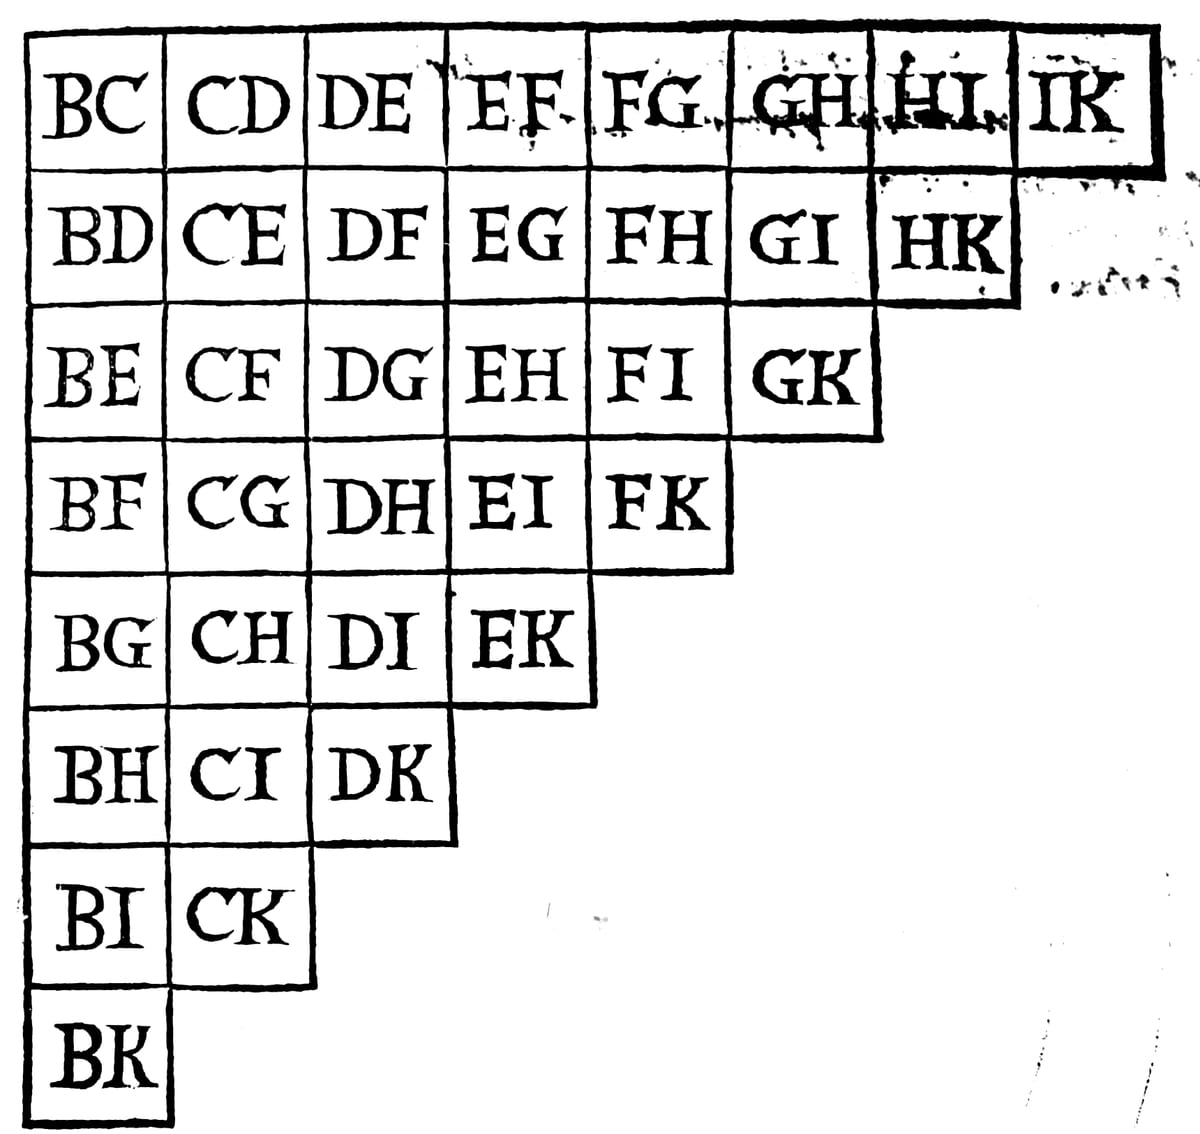 BC CD DE EF FG GH HI IK
BD CE DF EG FH GI HK
BE CF DG EH FI GK
BF CG DH EI FK
BG CH DI EK
BH CI DK
BI CK
BK